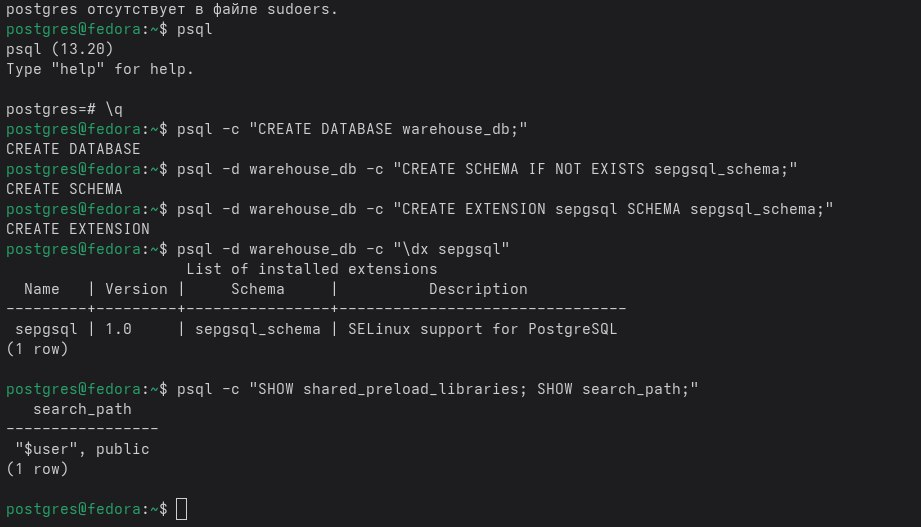 postgres отсутствует в файле sudoers.
postgres@fedora:~$ psql
psql (13.20)
Type "help" for help.
postgres=# \q
postgres@fedora:~$ psql -c "CREATE DATABASE warehouse_db;"
CREATE DATABASE
postgres@fedora:~$ psql -d warehouse_db -c "CREATE SCHEMA IF NOT EXISTS sepgsql_schema;"
CREATE SCHEMA
postgres@fedora:~$ psql -d warehouse_db -c "CREATE EXTENSION sepgsql SCHEMA sepgsql_schema;"
CREATE EXTENSION
postgres@fedora:~$ psql -d warehouse_db -c "\dx sepgsql"
                    List of installed extensions
  Name   | Version |     Schema     |          Description
---------+---------+----------------+--------------------------------
 sepgsql | 1.0     | sepgsql_schema | SELinux support for PostgreSQL
(1 row)
postgres@fedora:~$ psql -c "SHOW shared_preload_libraries; SHOW search_path;"
   search_path
-----------------
 "$user", public
(1 row)
postgres@fedora:~$